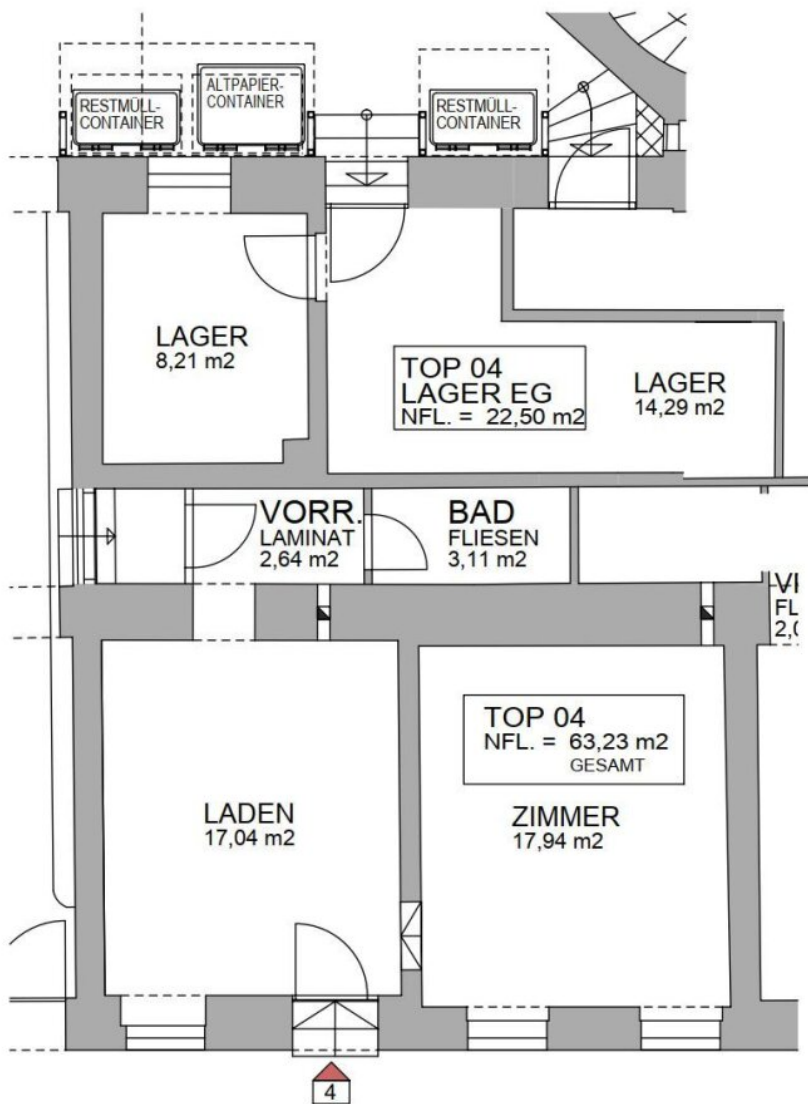 RESTMÜLL-
CONTAINER
ALTPAPIER-
CONTAINER
RESTMÜLL-
CONTAINER
LAGER
8,21 m2
TOP 04
LAGER EG
NFL. = 22,50 m2
LAGER
14,29 m2
VORR.
LAMINAT
2,64 m2
BAD
FLIESEN
3,11 m2
TOP 04
NFL. = 63,23 m2
GESAMT
LADEN
17,04 m2
ZIMMER
17,94 m2
4